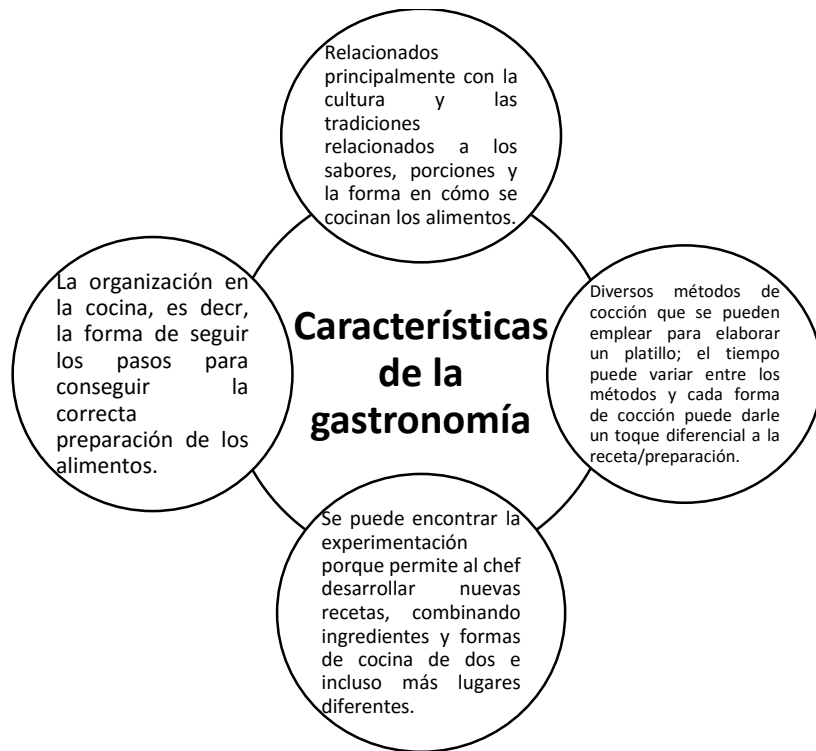 Relacionados
principalmente con la
cultura y las
tradiciones
relacionados a los
sabores, porciones y
la forma en cómo se
cocinan los alimentos.
La organización en
la cocina, es decr,
la forma de seguir
los pasos para
conseguir la
correcta
preparación de los
alimentos.
Características
de la
gastronomía
Diversos métodos de
cocción que se pueden
emplear para elaborar
un platillo; el tiempo
puede variar entre los
métodos y cada forma
de cocción puede darle
un toque diferencial a la
receta/preparación.
Se puede encontrar la
experimentación
porque permite al chef
desarrollar nuevas
recetas, combinando
ingredientes y formas
de cocina de dos e
incluso más lugares
diferentes.